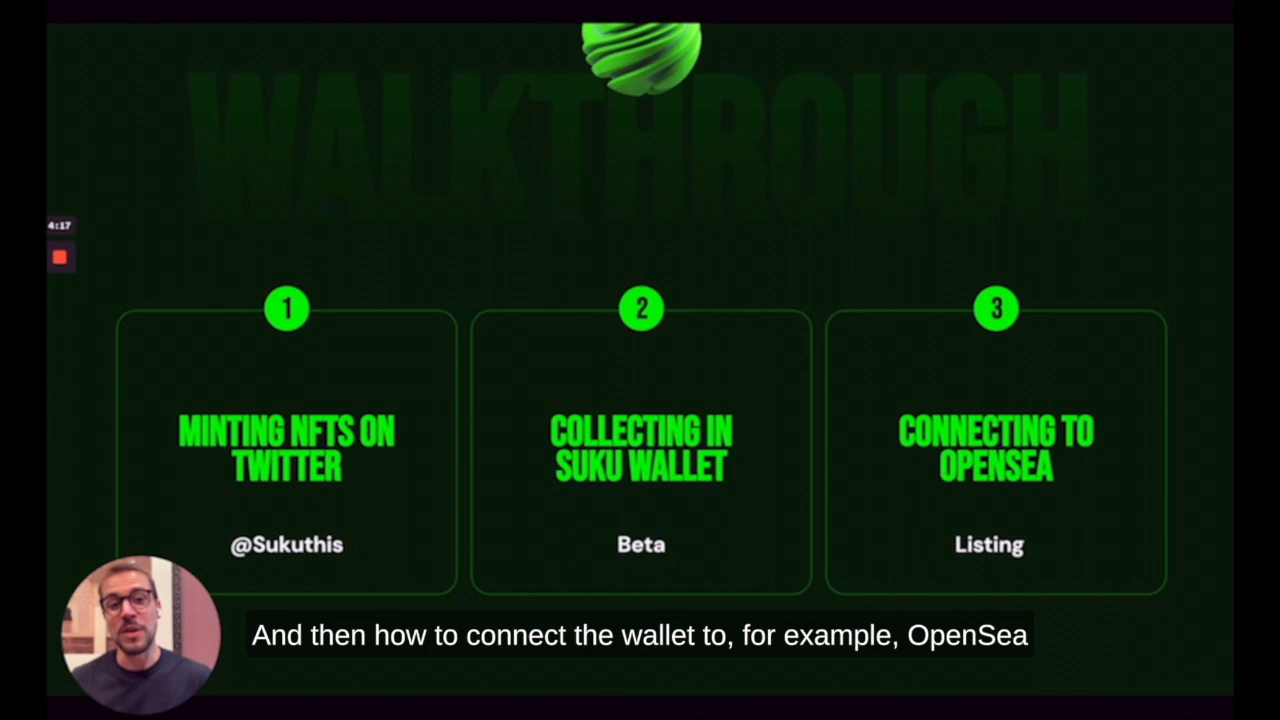 WALKTHROUGH
4:17
1
2
3
MINTING NFTS ON
TWITTER
@Sukuthis
COLLECTING IN
SUKU WALLET
Beta
CONNECTING TO
OPENSEA
Listing
And then how to connect the wallet to, for example, OpenSea